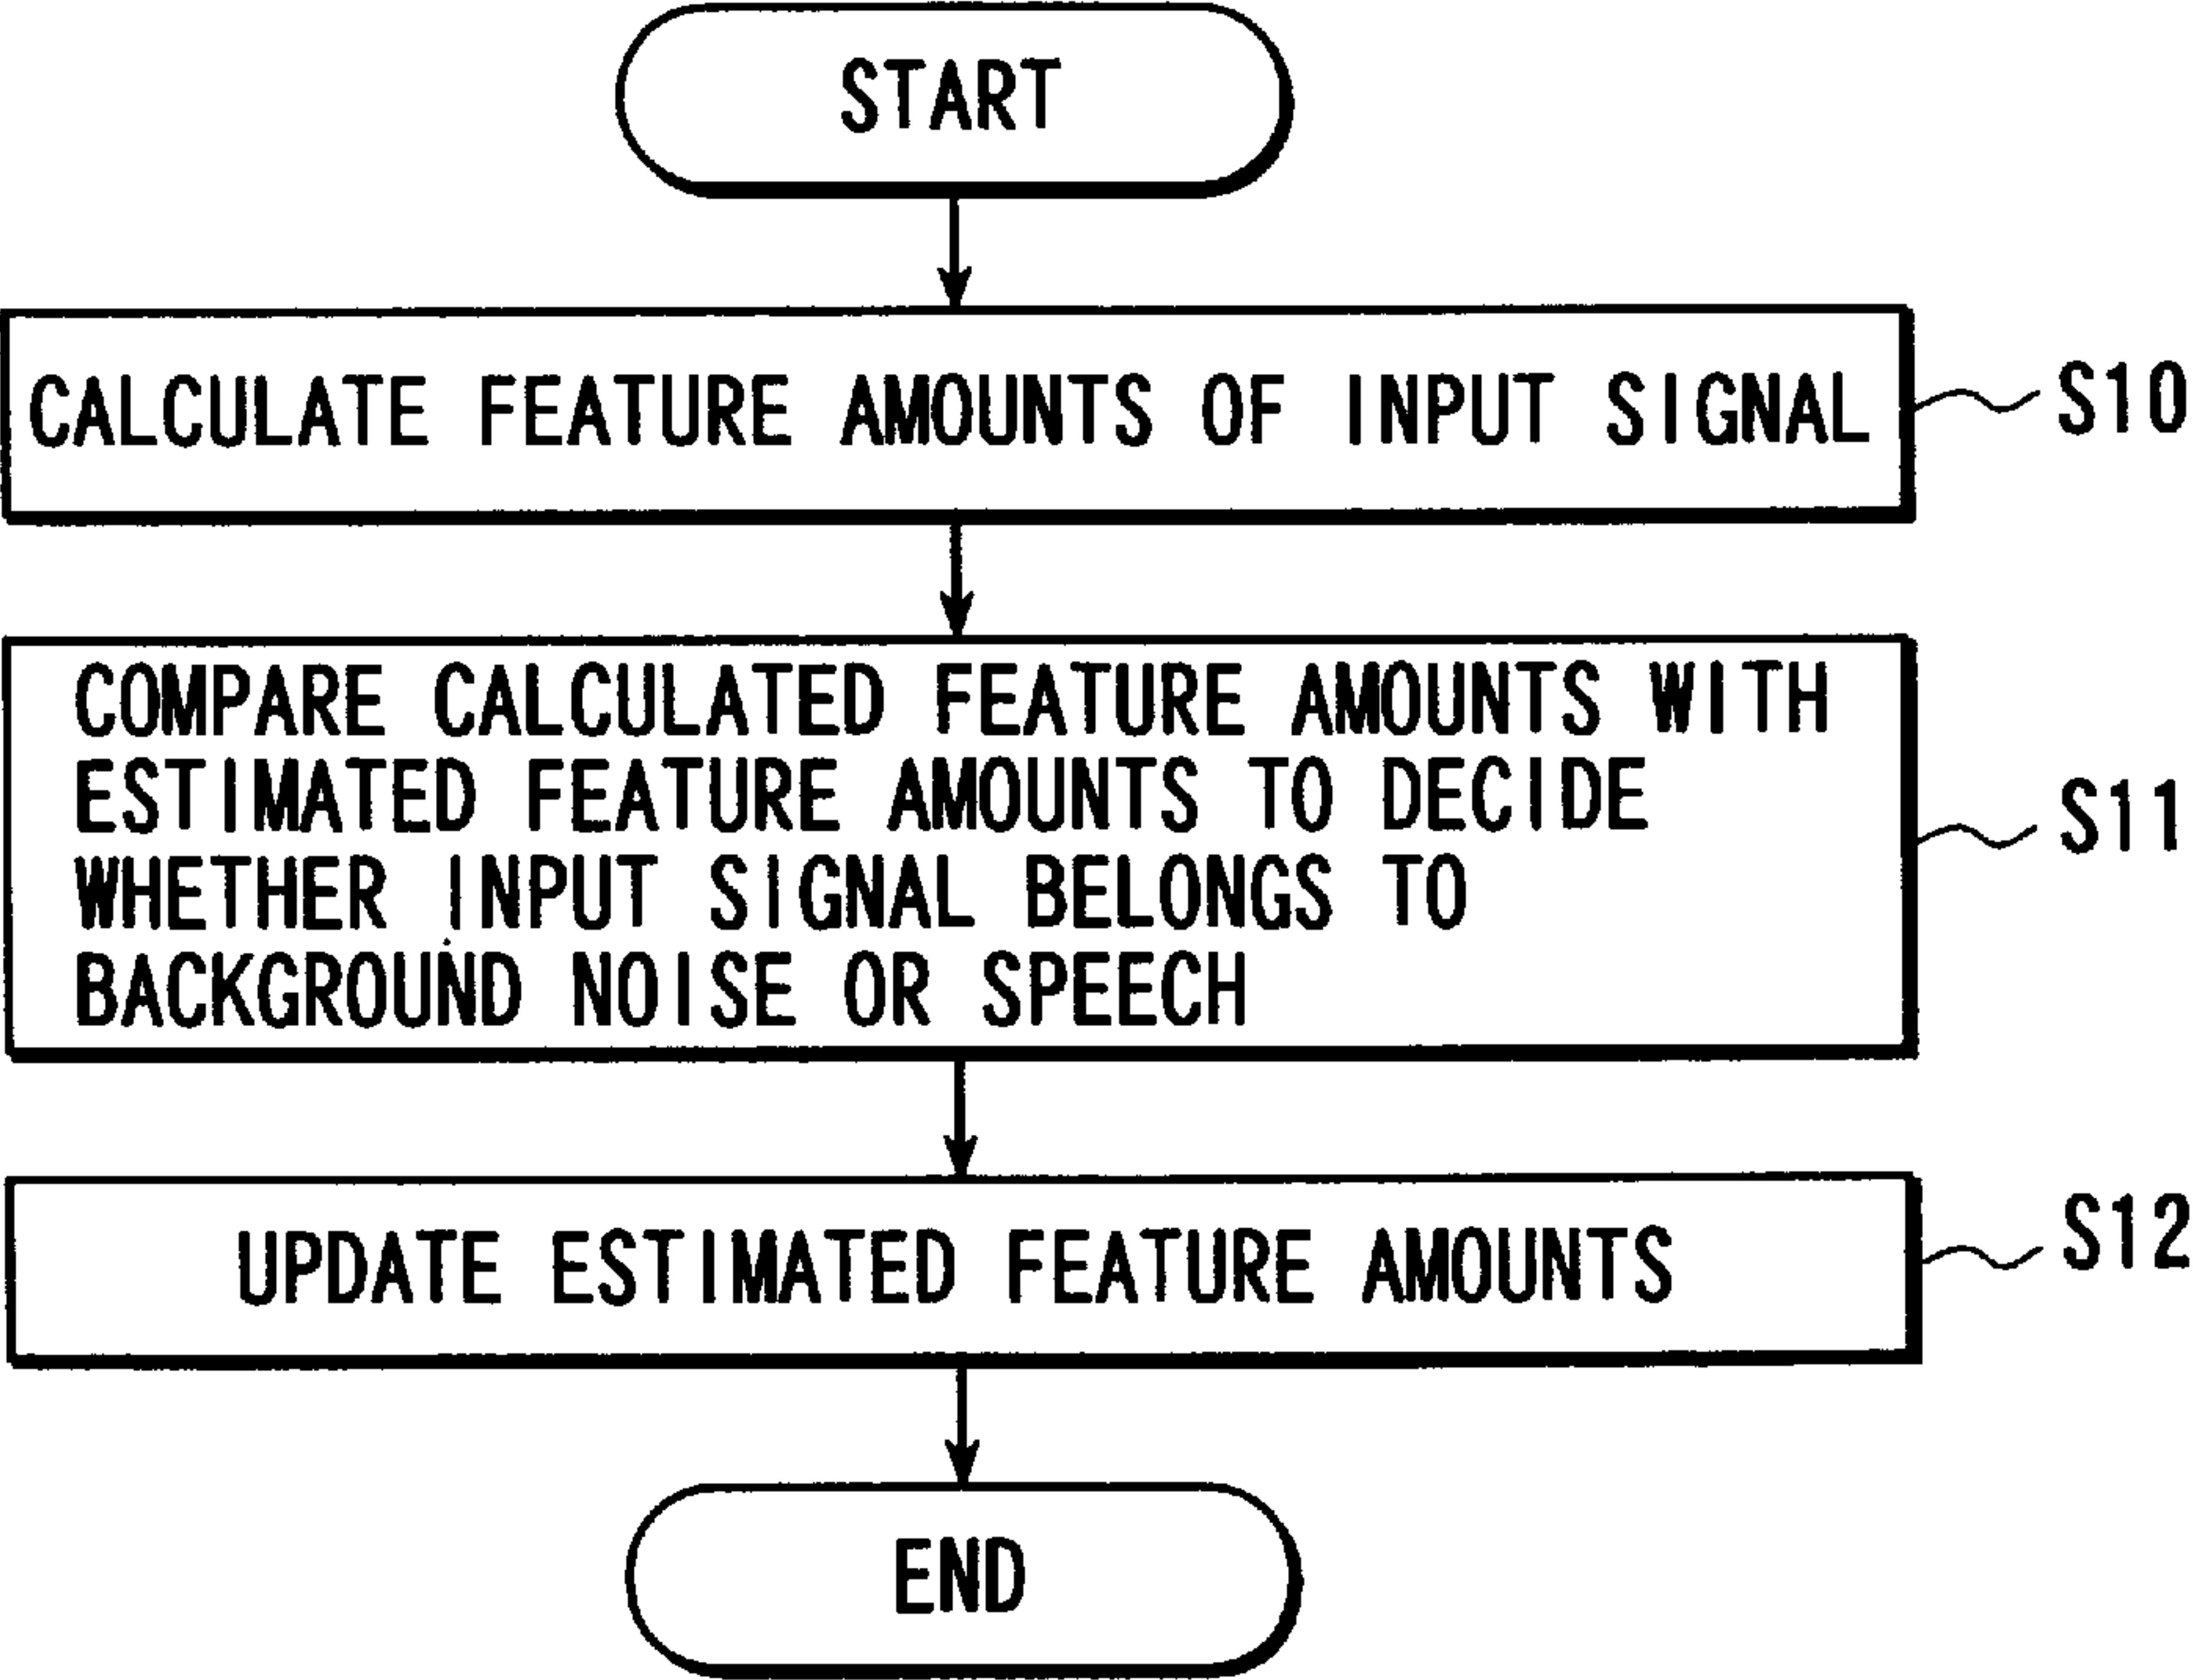 START
CALCULATE FEATURE AMOUNTS OF INPUT SIGNAL
S10
COMPARE CALCULATED FEATURE AMOUNTS WITH
ESTIMATED FEATURE AMOUNTS TO DECIDE
WHETHER INPUT SIGNAL BELONGS TO
BACKGROUND NOISE OR SPEECH
S11
UPDATE ESTIMATED FEATURE AMOUNTS
S12
END